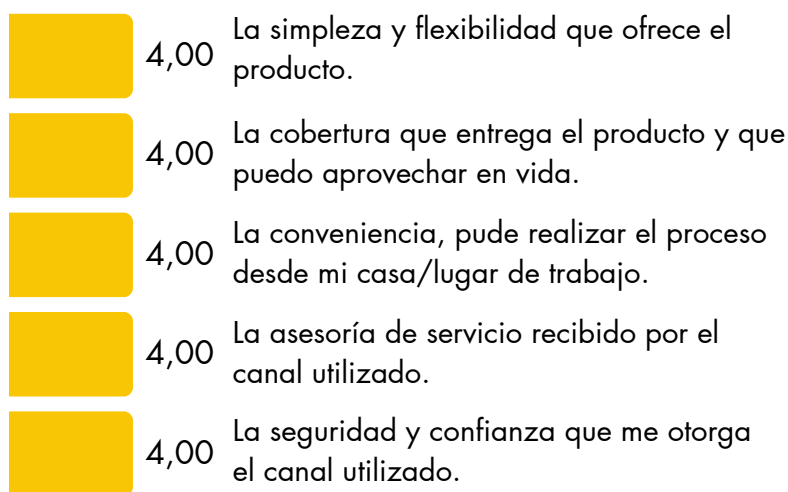 4,00
La simpleza y flexibilidad que ofrece el
producto.
4,00
La cobertura que entrega el producto y que
puedo aprovechar en vida.
4,00
La conveniencia, pude realizar el proceso
desde mi casa/lugar de trabajo.
4,00
La asesoría de servicio recibido por el
canal utilizado.
4,00
La seguridad y confianza que me otorga
el canal utilizado.